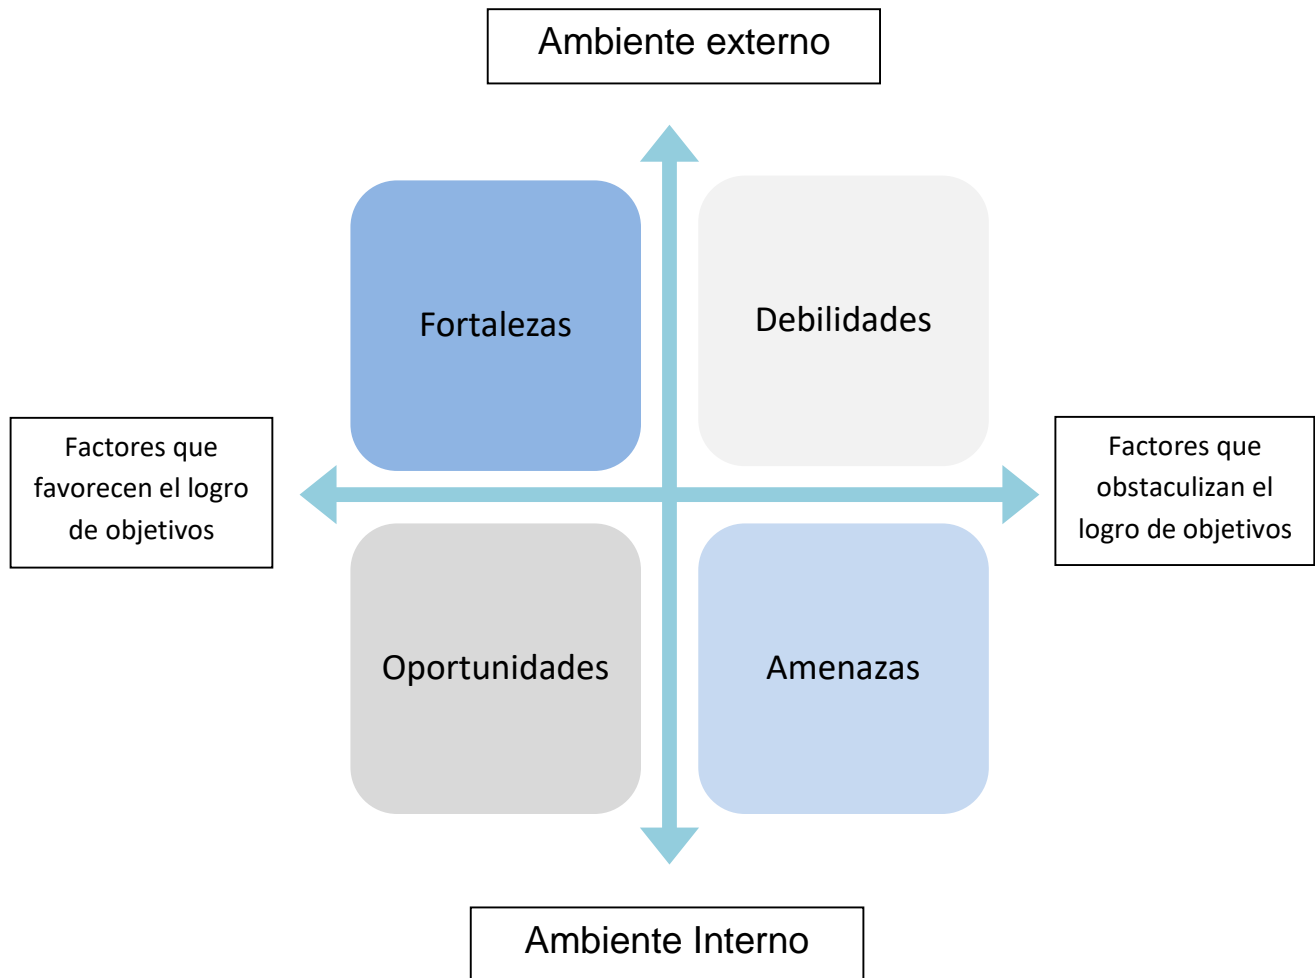 Ambiente externo
Fortalezas
Debilidades
Factores que
favorecen el logro
de objetivos
Factores que
obstaculizan el
logro de objetivos
Oportunidades
Amenazas
Ambiente Interno